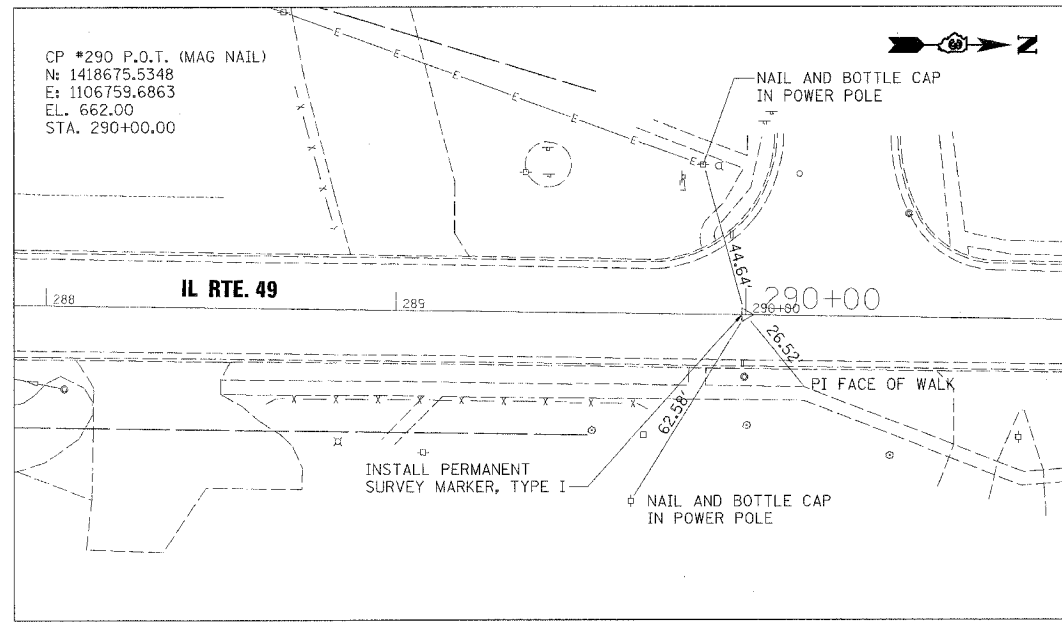 CP #290 P.O.T. (MAG NAIL)
N: 1418675.5348
E: 1106759.6863
EL. 662.00
STA. 290+00.00
N
NAIL AND BOTTLE CAP
IN POWER POLE
E
E
E
E
E
E
E
X
X
X
288
IL RTE. 49
289
44.64'
290+00
290+00
26.52'
PI FACE OF WALK
X X X X X X X X X
62.58'
INSTALL PERMANENT
SURVEY MARKER, TYPE I
NAIL AND BOTTLE CAP
IN POWER POLE